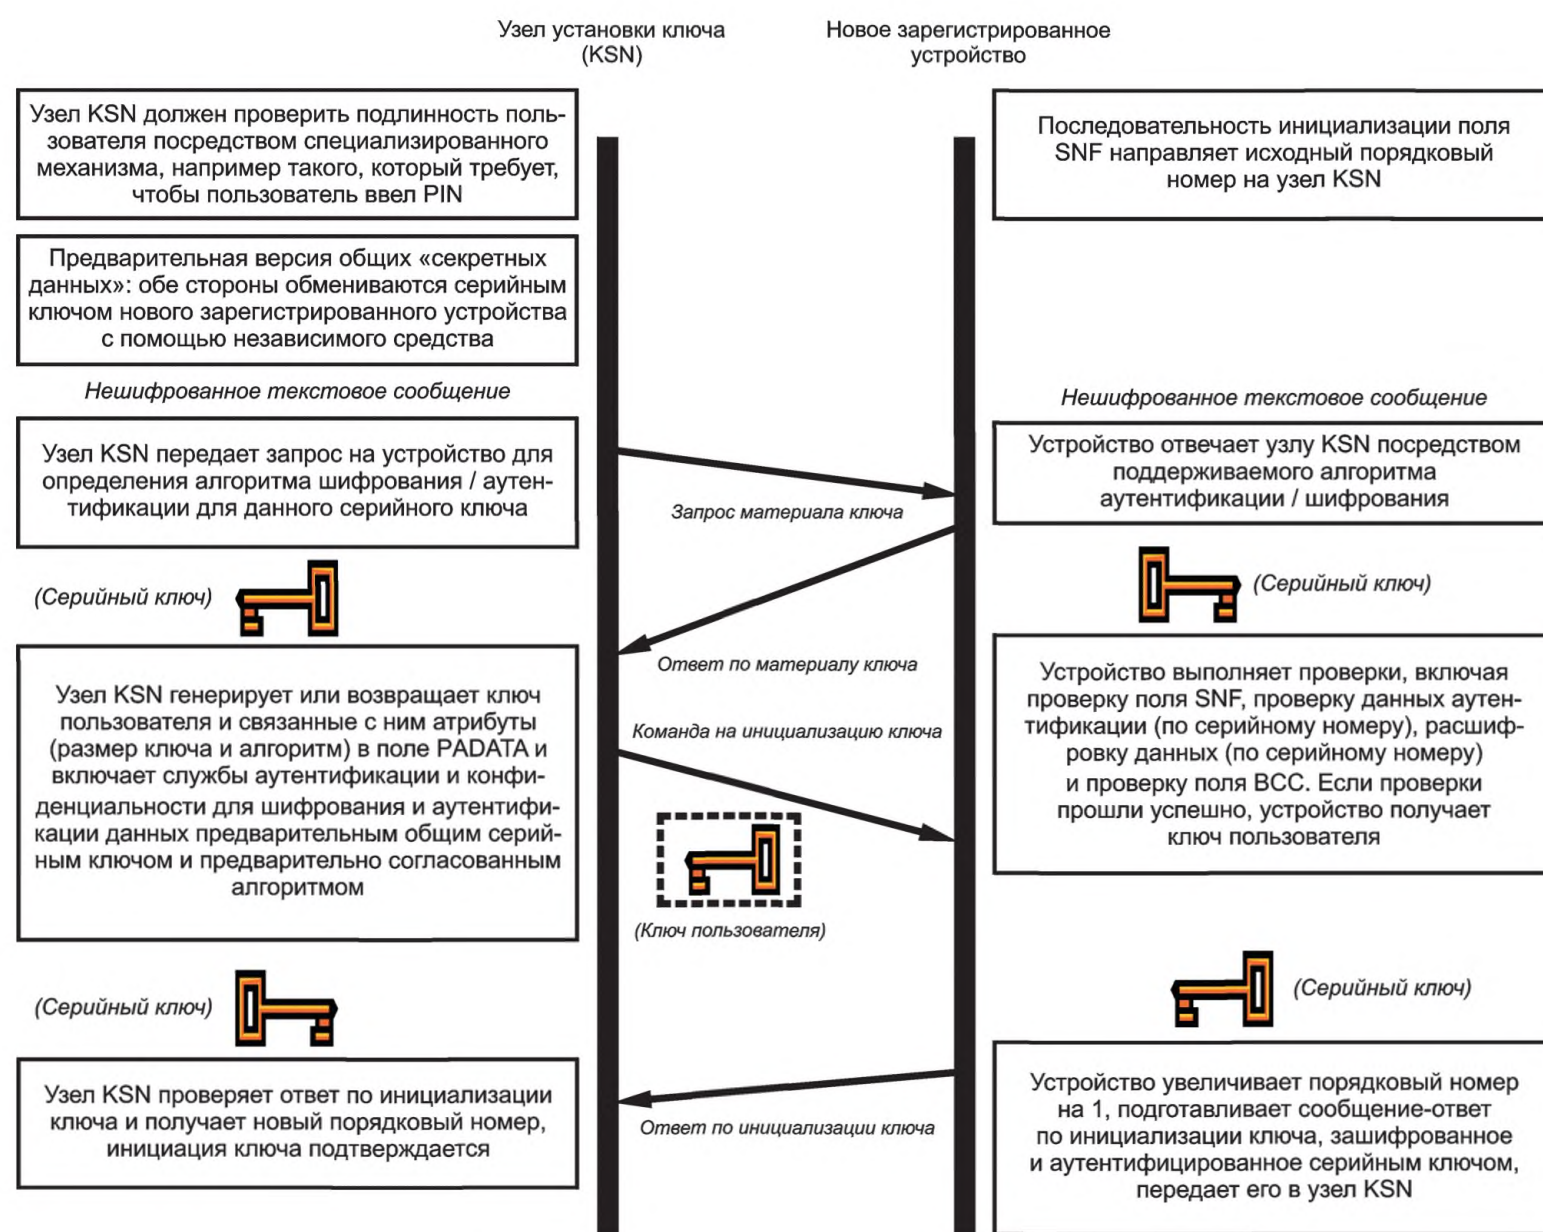 Узел установки ключа
(KSN)
Новое зарегистрированное
устройство
Узел KSN должен проверить подлинность поль-
зователя посредством специализированного
механизма, например такого, который требует,
чтобы пользователь ввел PIN
Последовательность инициализации поля
SNF направляет исходный порядковый
номер на узел KSN
Предварительная версия общих «секретных
данных»: обе стороны обмениваются серийным
ключом нового зарегистрированного устройства
с помощью независимого средства
Нешифрованное текстовое сообщение
Нешифрованное текстовое сообщение
Узел KSN передает запрос на устройство для
определения алгоритма шифрования / аутен-
тификации для данного серийного ключа
Запрос материала ключа
Устройство отвечает узлу KSN посредством
поддерживаемого алгоритма
аутентификации / шифрования
(Серийный ключ)
(Серийный ключ)
Ответ по материалу ключа
Узел KSN генерирует или возвращает ключ
пользователя и связанные с ним атрибуты
(размер ключа и алгоритм) в поле PADATA и
включает службы аутентификации и конфи-
денциальности для шифрования и аутентифи-
кации данных предварительным общим серий-
ным ключом и предварительно согласованным
алгоритмом
Команда на инициализацию ключа
Устройство выполняет проверки, включая
проверку поля SNF, проверку данных аутен-
тификации (по серийному номеру), расшиф-
ровку данных (по серийному номеру)
и проверку поля BCC. Если проверки
прошли успешно, устройство получает
ключ пользователя
(Ключ пользователя)
(Серийный ключ)
(Серийный ключ)
Узел KSN проверяет ответ по инициализации
ключа и получает новый порядковый номер,
инициация ключа подтверждается
Ответ по инициализации ключа
Устройство увеличивает порядковый номер
на 1, подготавливает сообщение-ответ
по инициализации ключа, зашифрованное
и аутентифицированное серийным ключом,
передает его в узел KSN